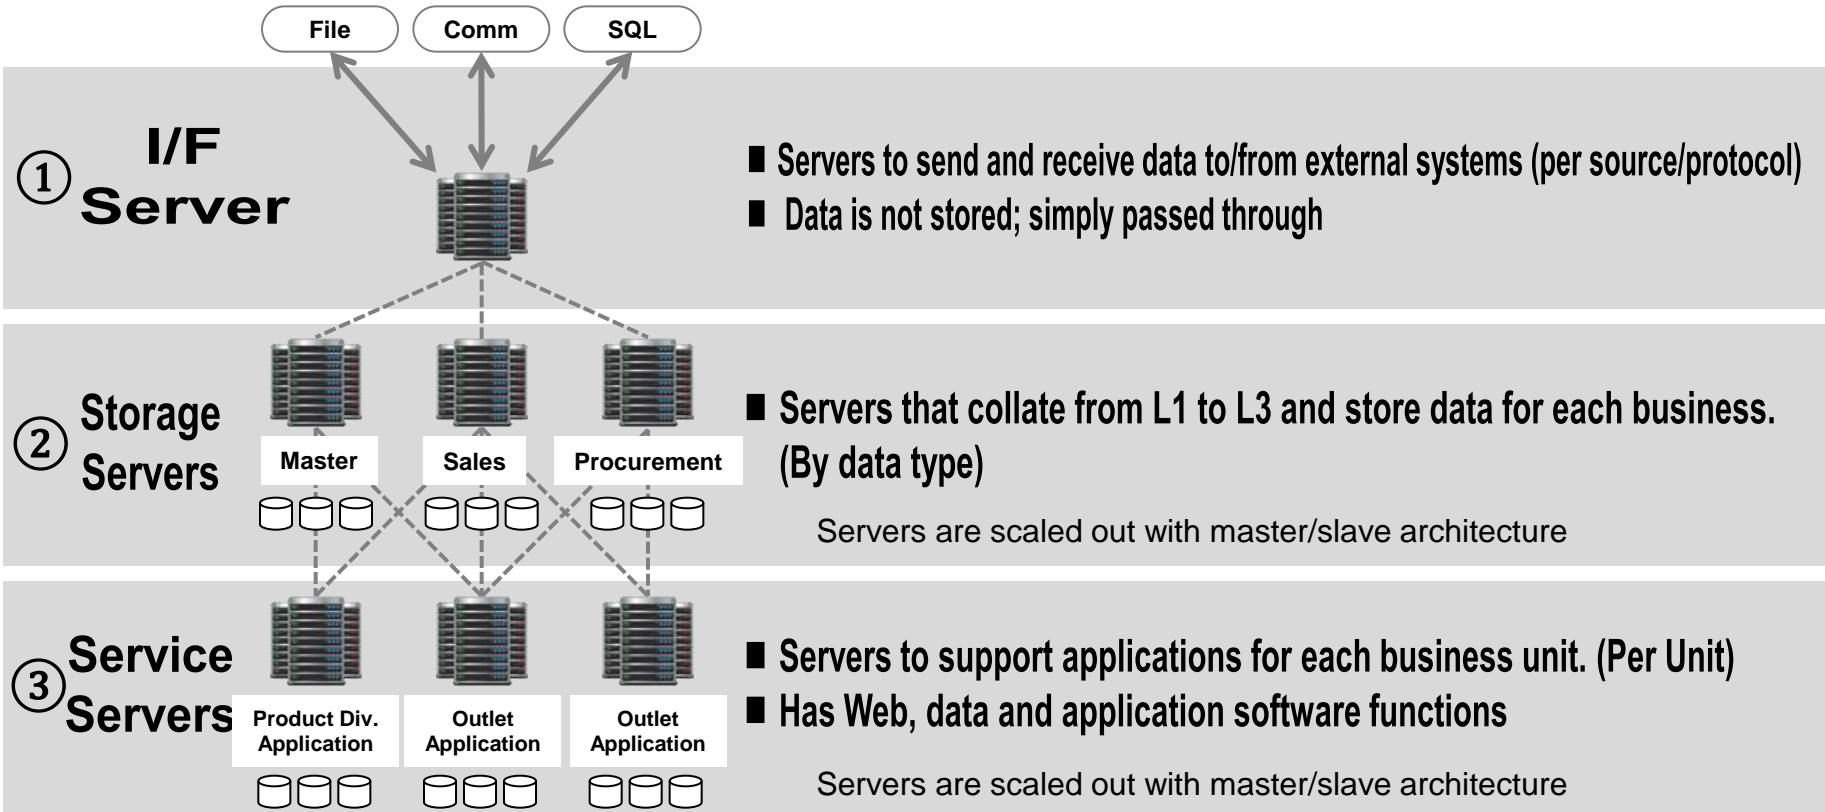 File
Comm
SQL
① I/F
Server
■ Servers to send and receive data to/from external systems (per source/protocol)
■ Data is not stored; simply passed through
② Storage
Servers
Master
Sales
Procurement
■ Servers that collate from L1 to L3 and store data for each business.
(By data type)
Servers are scaled out with master/slave architecture
③ Service
Servers
Product Div.
Application
Outlet
Application
Outlet
Application
■ Servers to support applications for each business unit. (Per Unit)
■ Has Web, data and application software functions
Servers are scaled out with master/slave architecture